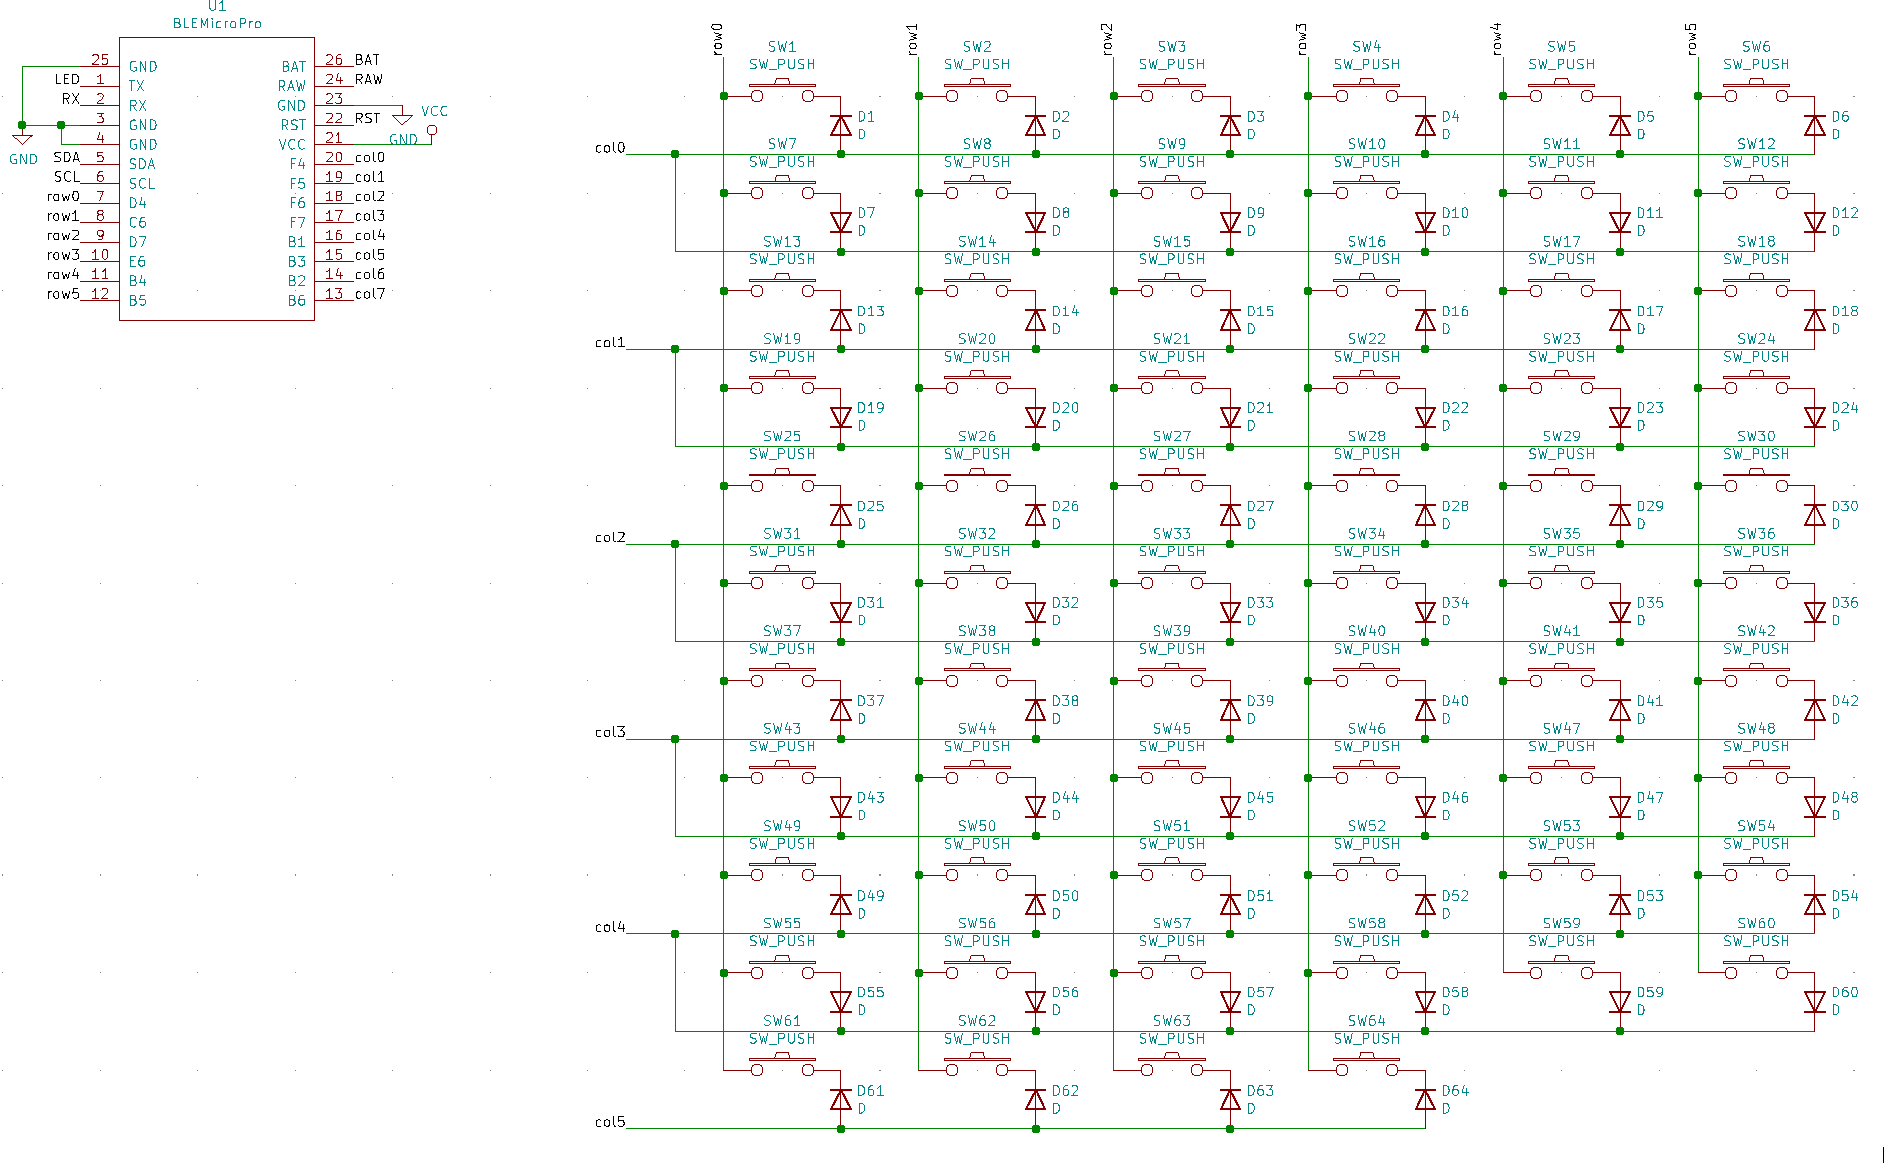 U1
BLEMicroPro
25 GND BAT 26 BAT
LED 1 TX RAW 24 RAW
RX 2 RX GND 23
3 GND RST 22 RST
4 GND VCC 21
SDA 5 SDA F4 20 col0
SCL 6 SCL F5 19 col1
row0 7 D4 F6 18 col2
row1 8 C6 F7 17 col3
row2 9 D7 B1 16 col4
row3 10 E6 B3 15 col5
row4 11 B4 B2 14 col6
row5 12 B5 B6 13 col7
GND
GND
VCC
row0 row1 row2 row3 row4 row5
SW1 SW2 SW3 SW4 SW5 SW6
SW_PUSH SW_PUSH SW_PUSH SW_PUSH SW_PUSH SW_PUSH
D1 D2 D3 D4 D5 D6
D D D D D D
col0
SW7 SW8 SW9 SW10 SW11 SW12
SW_PUSH SW_PUSH SW_PUSH SW_PUSH SW_PUSH SW_PUSH
D7 D8 D9 D10 D11 D12
D D D D D D
SW13 SW14 SW15 SW16 SW17 SW18
SW_PUSH SW_PUSH SW_PUSH SW_PUSH SW_PUSH SW_PUSH
D13 D14 D15 D16 D17 D18
D D D D D D
col1
SW19 SW20 SW21 SW22 SW23 SW24
SW_PUSH SW_PUSH SW_PUSH SW_PUSH SW_PUSH SW_PUSH
D19 D20 D21 D22 D23 D24
D D D D D D
SW25 SW26 SW27 SW28 SW29 SW30
SW_PUSH SW_PUSH SW_PUSH SW_PUSH SW_PUSH SW_PUSH
D25 D26 D27 D28 D29 D30
D D D D D D
col2
SW31 SW32 SW33 SW34 SW35 SW36
SW_PUSH SW_PUSH SW_PUSH SW_PUSH SW_PUSH SW_PUSH
D31 D32 D33 D34 D35 D36
D D D D D D
SW37 SW38 SW39 SW40 SW41 SW42
SW_PUSH SW_PUSH SW_PUSH SW_PUSH SW_PUSH SW_PUSH
D37 D38 D39 D40 D41 D42
D D D D D D
col3
SW43 SW44 SW45 SW46 SW47 SW48
SW_PUSH SW_PUSH SW_PUSH SW_PUSH SW_PUSH SW_PUSH
D43 D44 D45 D46 D47 D48
D D D D D D
SW49 SW50 SW51 SW52 SW53 SW54
SW_PUSH SW_PUSH SW_PUSH SW_PUSH SW_PUSH SW_PUSH
D49 D50 D51 D52 D53 D54
D D D D D D
col4
SW55 SW56 SW57 SW58 SW59 SW60
SW_PUSH SW_PUSH SW_PUSH SW_PUSH SW_PUSH SW_PUSH
D55 D56 D57 D58 D59 D60
D D D D D D
SW61 SW62 SW63 SW64
SW_PUSH SW_PUSH SW_PUSH SW_PUSH
D61 D62 D63 D64
D D D D
col5